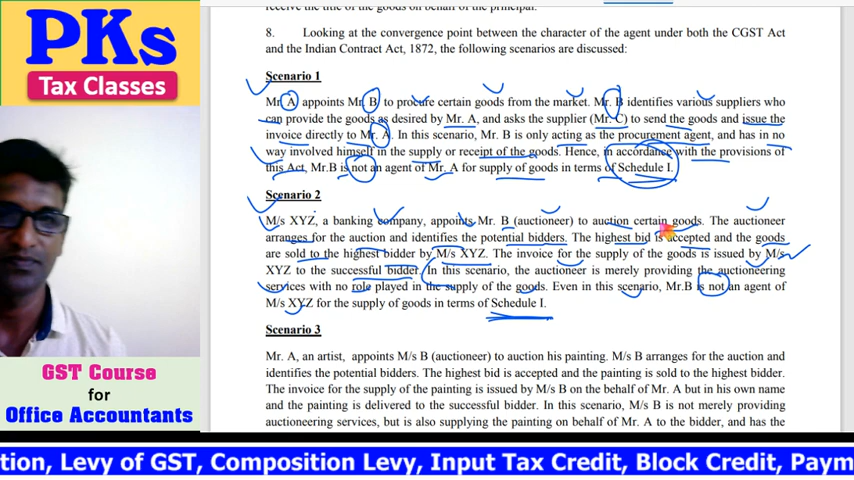 receive the title of the goods on behalf of the principal.
8. Looking at the convergence point between the character of the agent under both the CGST Act
and the Indian Contract Act, 1872, the following scenarios are discussed:
Scenario 1
Mr. A appoints Mr. B to procure certain goods from the market. Mr. B identifies various suppliers who
can provide the goods as desired by Mr. A, and asks the supplier (Mr. C) to send the goods and issue the
invoice directly to Mr. A. In this scenario, Mr. B is only acting as the procurement agent, and has in no
way involved himself in the supply or receipt of the goods. Hence, in accordance with the provisions of
this Act, Mr.B is not an agent of Mr. A for supply of goods in terms of Schedule I.
Scenario 2
M/s XYZ, a banking company, appoints Mr. B (auctioneer) to auction certain goods. The auctioneer
arranges for the auction and identifies the potential bidders. The highest bid is accepted and the goods
are sold to the highest bidder by M/s XYZ. The invoice for the supply of the goods is issued by M/s
XYZ to the successful bidder. In this scenario, the auctioneer is merely providing the auctioneering
services with no role played in the supply of the goods. Even in this scenario, Mr.B is not an agent of
M/s XYZ for the supply of goods in terms of Schedule I.
Scenario 3
Mr. A, an artist, appoints M/s B (auctioneer) to auction his painting. M/s B arranges for the auction and
identifies the potential bidders. The highest bid is accepted and the painting is sold to the highest bidder.
The invoice for the supply of the painting is issued by M/s B on the behalf of Mr. A but in his own name
and the painting is delivered to the successful bidder. In this scenario, M/s B is not merely providing
auctioneering services, but is also supplying the painting on behalf of Mr. A to the bidder, and has the
PKs
Tax Classes
GST Course
for
Office Accountants
tion, Levy of GST, Composition Levy, Input Tax Credit, Block Credit, Paym